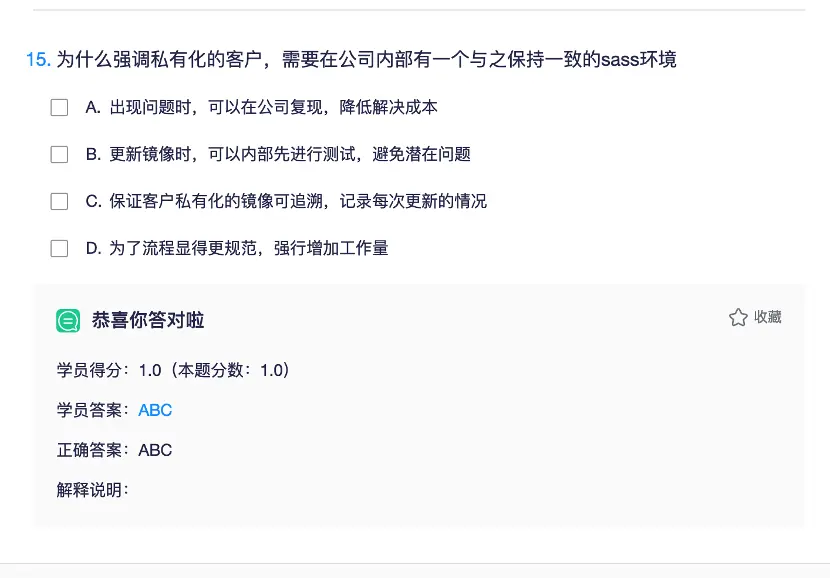 15. 为什么强调私有化的客户，需要在公司内部有一个与之保持一致的sass环境
A. 出现问题时，可以在公司复现，降低解决成本
B. 更新镜像时，可以内部先进行测试，避免潜在问题
C. 保证客户私有化的镜像可追溯，记录每次更新的情况
D. 为了流程显得更规范，强行增加工作量
恭喜你答对啦
收藏
学员得分：1.0（本题分数：1.0）
学员答案：ABC
正确答案：ABC
解释说明：